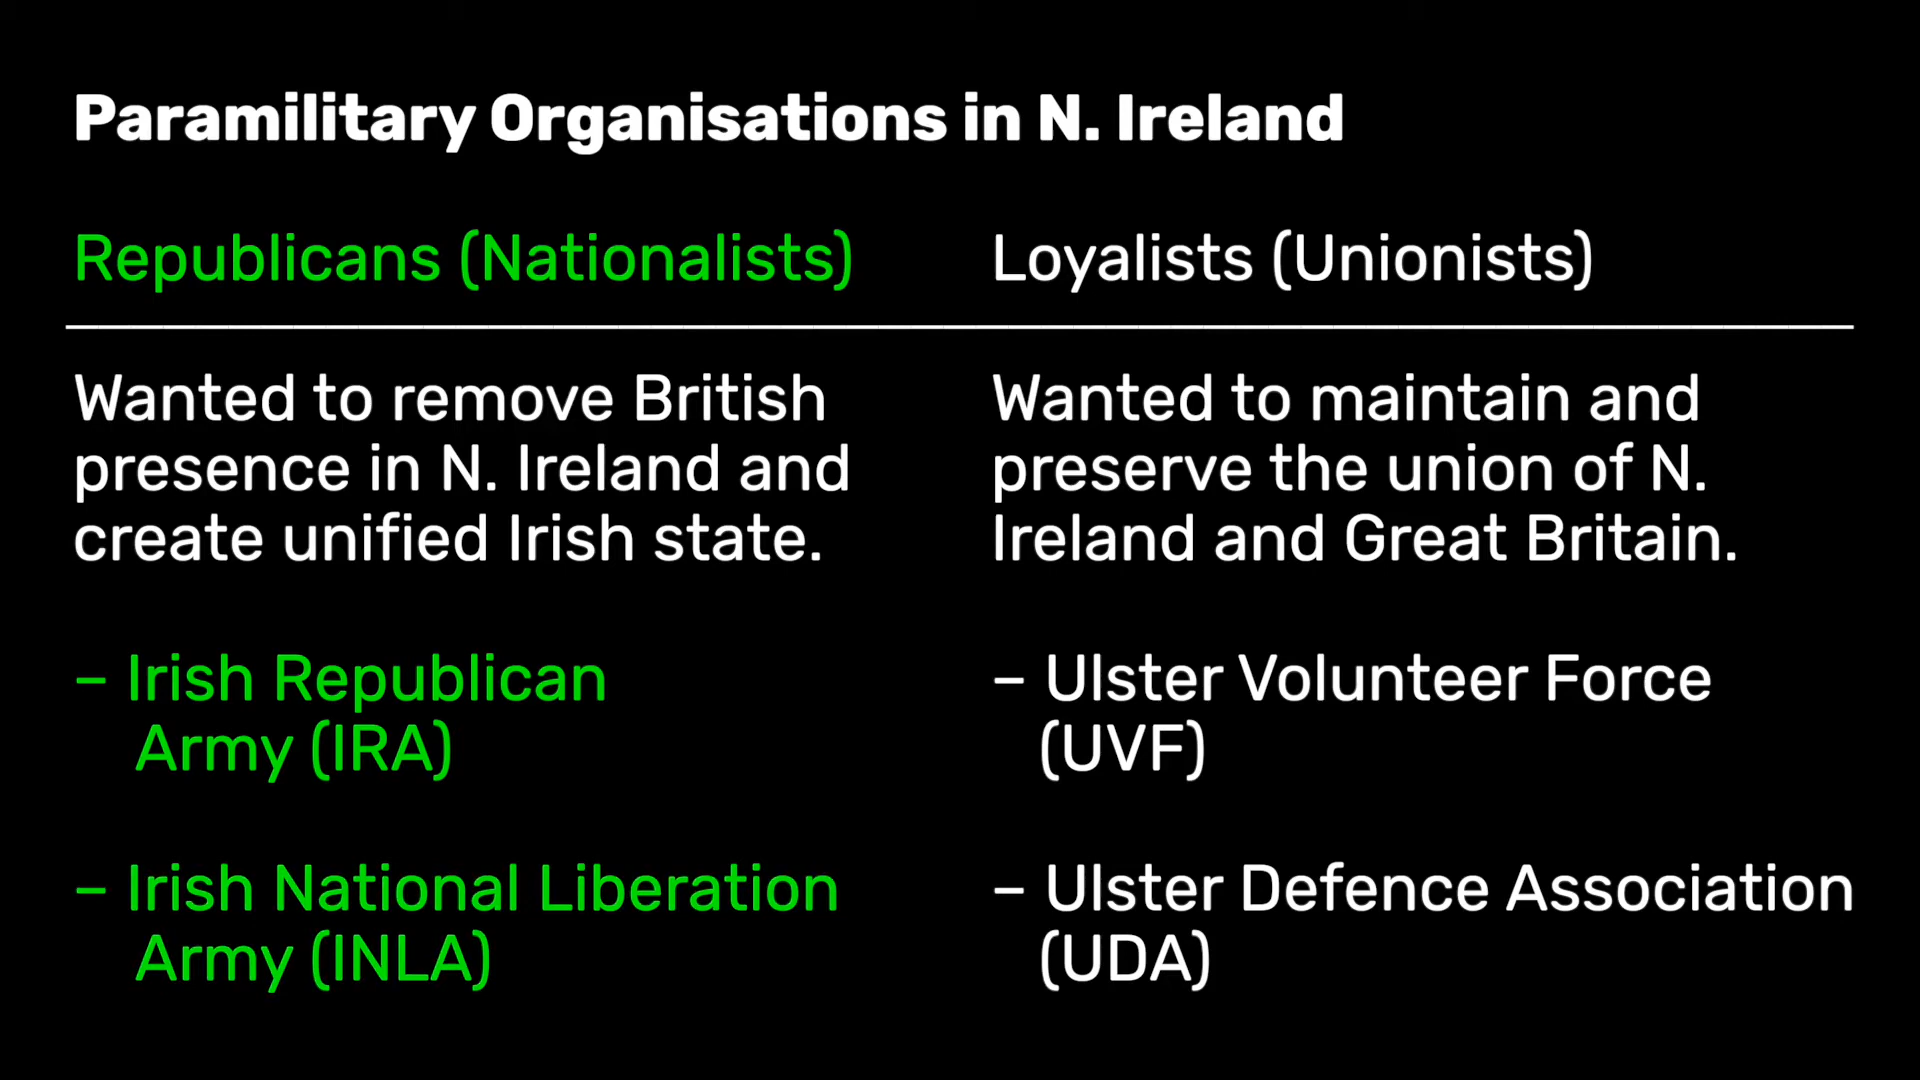 Paramilitary Organisations in N. Ireland
Republicans (Nationalists)
Wanted to remove British
presence in N. Ireland and
create unified Irish state.
– Irish Republican
Army (IRA)
– Irish National Liberation
Army (INLA)
Loyalists (Unionists)
Wanted to maintain and
preserve the union of N.
Ireland and Great Britain.
– Ulster Volunteer Force
(UVF)
– Ulster Defence Association
(UDA)